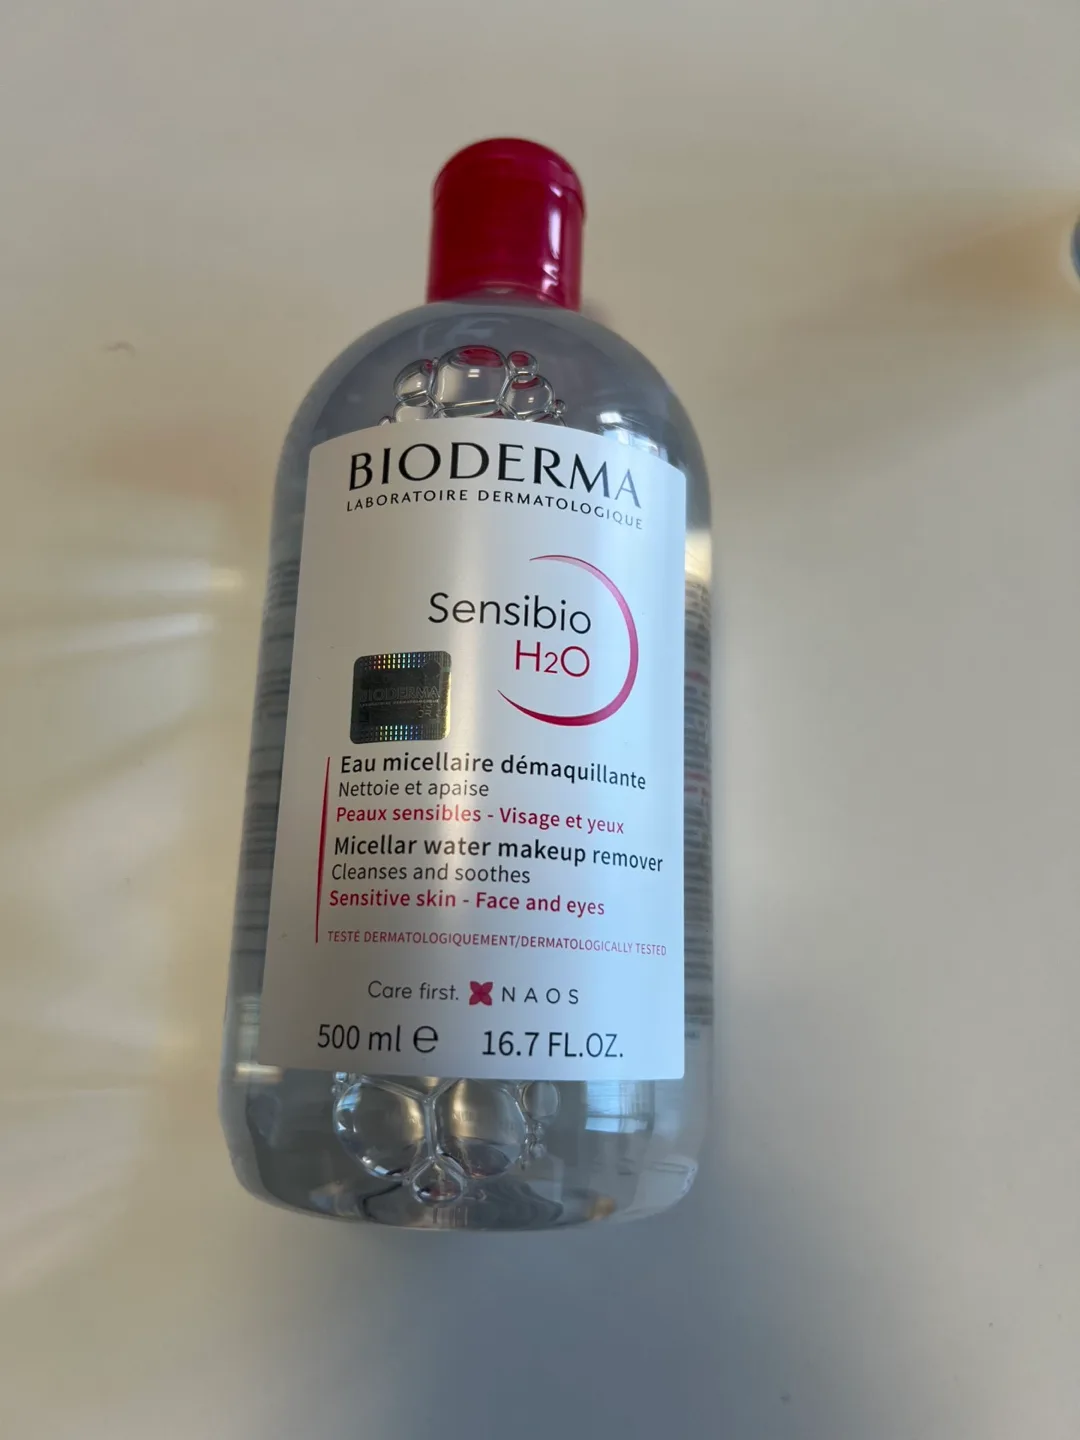 BIODERMA
LABORATOIRE DERMATOLOGIQUE
Sensibio
H2O
BIODERMA
Eau micellaire démaquillante
Nettoie et apaise
Peaux sensibles - Visage et yeux
Micellar water makeup remover
Cleanses and soothes
Sensitive skin - Face and eyes
TESTÉ DERMATOLOGIQUEMENT/DERMATOLOGICALLY TESTED
Care first. NAOS
500 ml ℮ 16.7 FL.OZ.